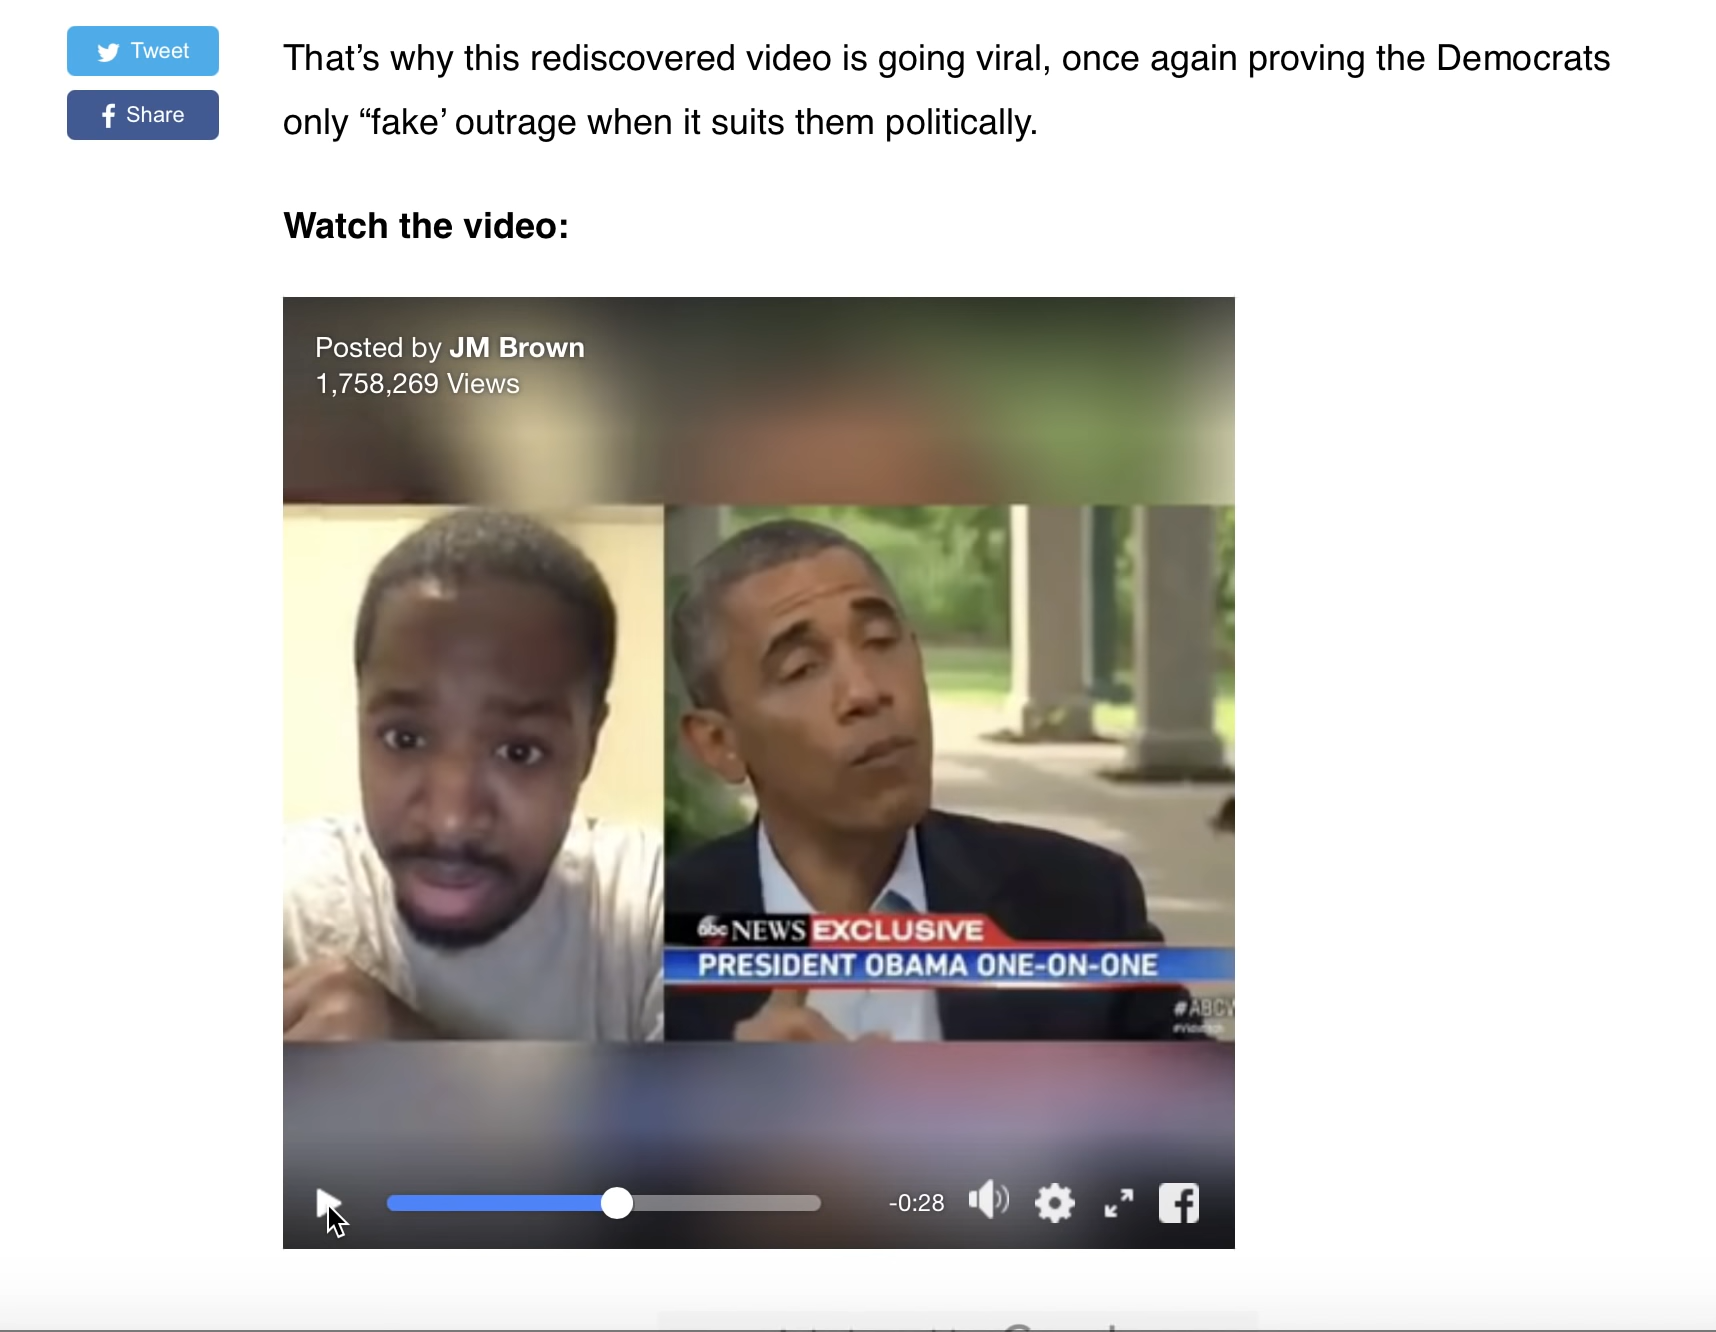 Tweet
Share
That’s why this rediscovered video is going viral, once again proving the Democrats
only “fake’ outrage when it suits them politically.
Watch the video:
Posted by JM Brown
1,758,269 Views
abc NEWS EXCLUSIVE
PRESIDENT OBAMA ONE-ON-ONE
-0:28